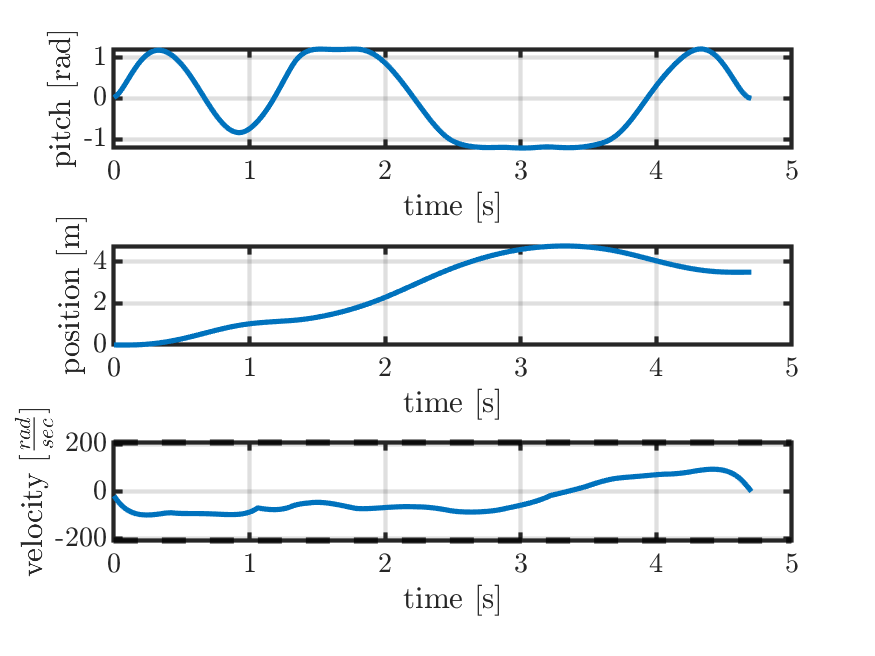 pitch [rad]
1
0
-1
0 1 2 3 4 5
time [s]
position [m]
4
2
0
0 1 2 3 4 5
time [s]
velocity [rad/sec]
200
0
-200
0 1 2 3 4 5
time [s]